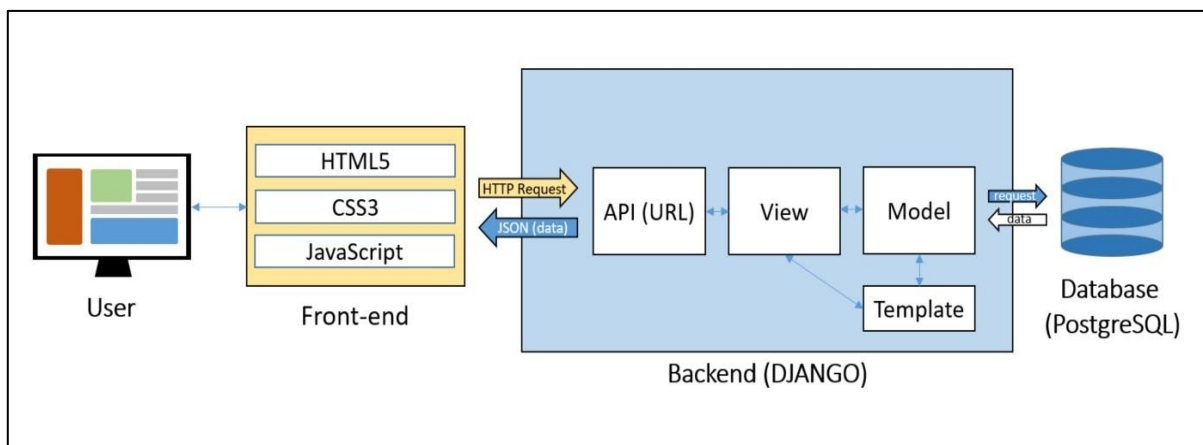 User
HTML5
CSS3
JavaScript
Front-end
HTTP Request
JSON (data)
API (URL)
View
Model
Template
Backend (DJANGO)
request
data
Database
(PostgreSQL)